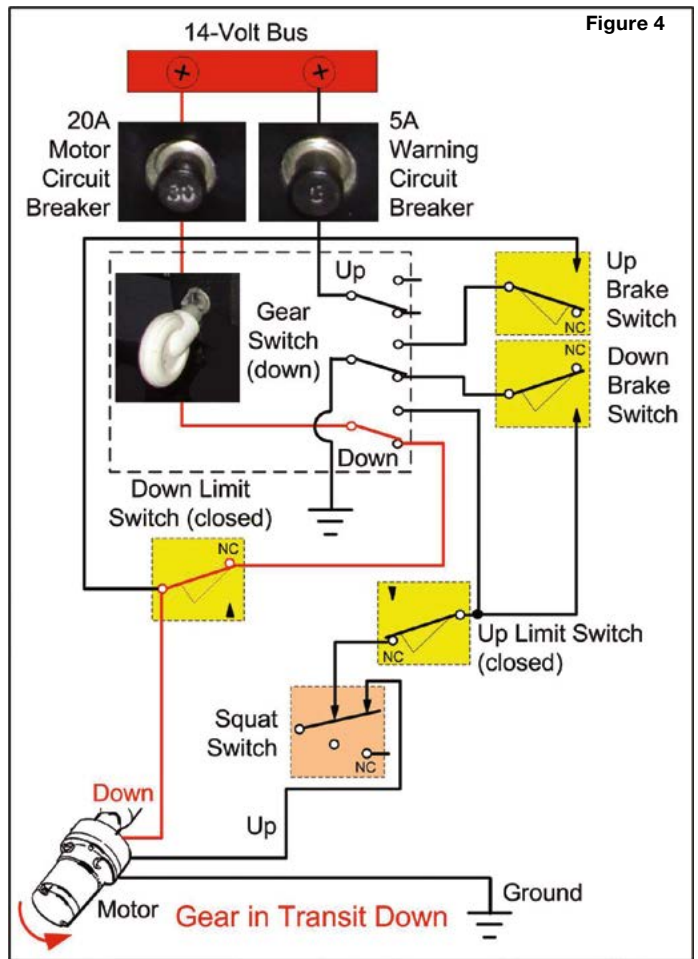 Figure 4
14-Volt Bus
20A
Motor
Circuit
Breaker
30
5A
Warning
Circuit
Breaker
Up
Gear
Switch
(down)
Down
Up
Brake
Switch
NC
NC
Down
Brake
Switch
Down Limit
Switch (closed)
NC
NC
Up Limit Switch
(closed)
Squat
Switch
NC
Down
Up
Motor
Gear in Transit Down
Ground